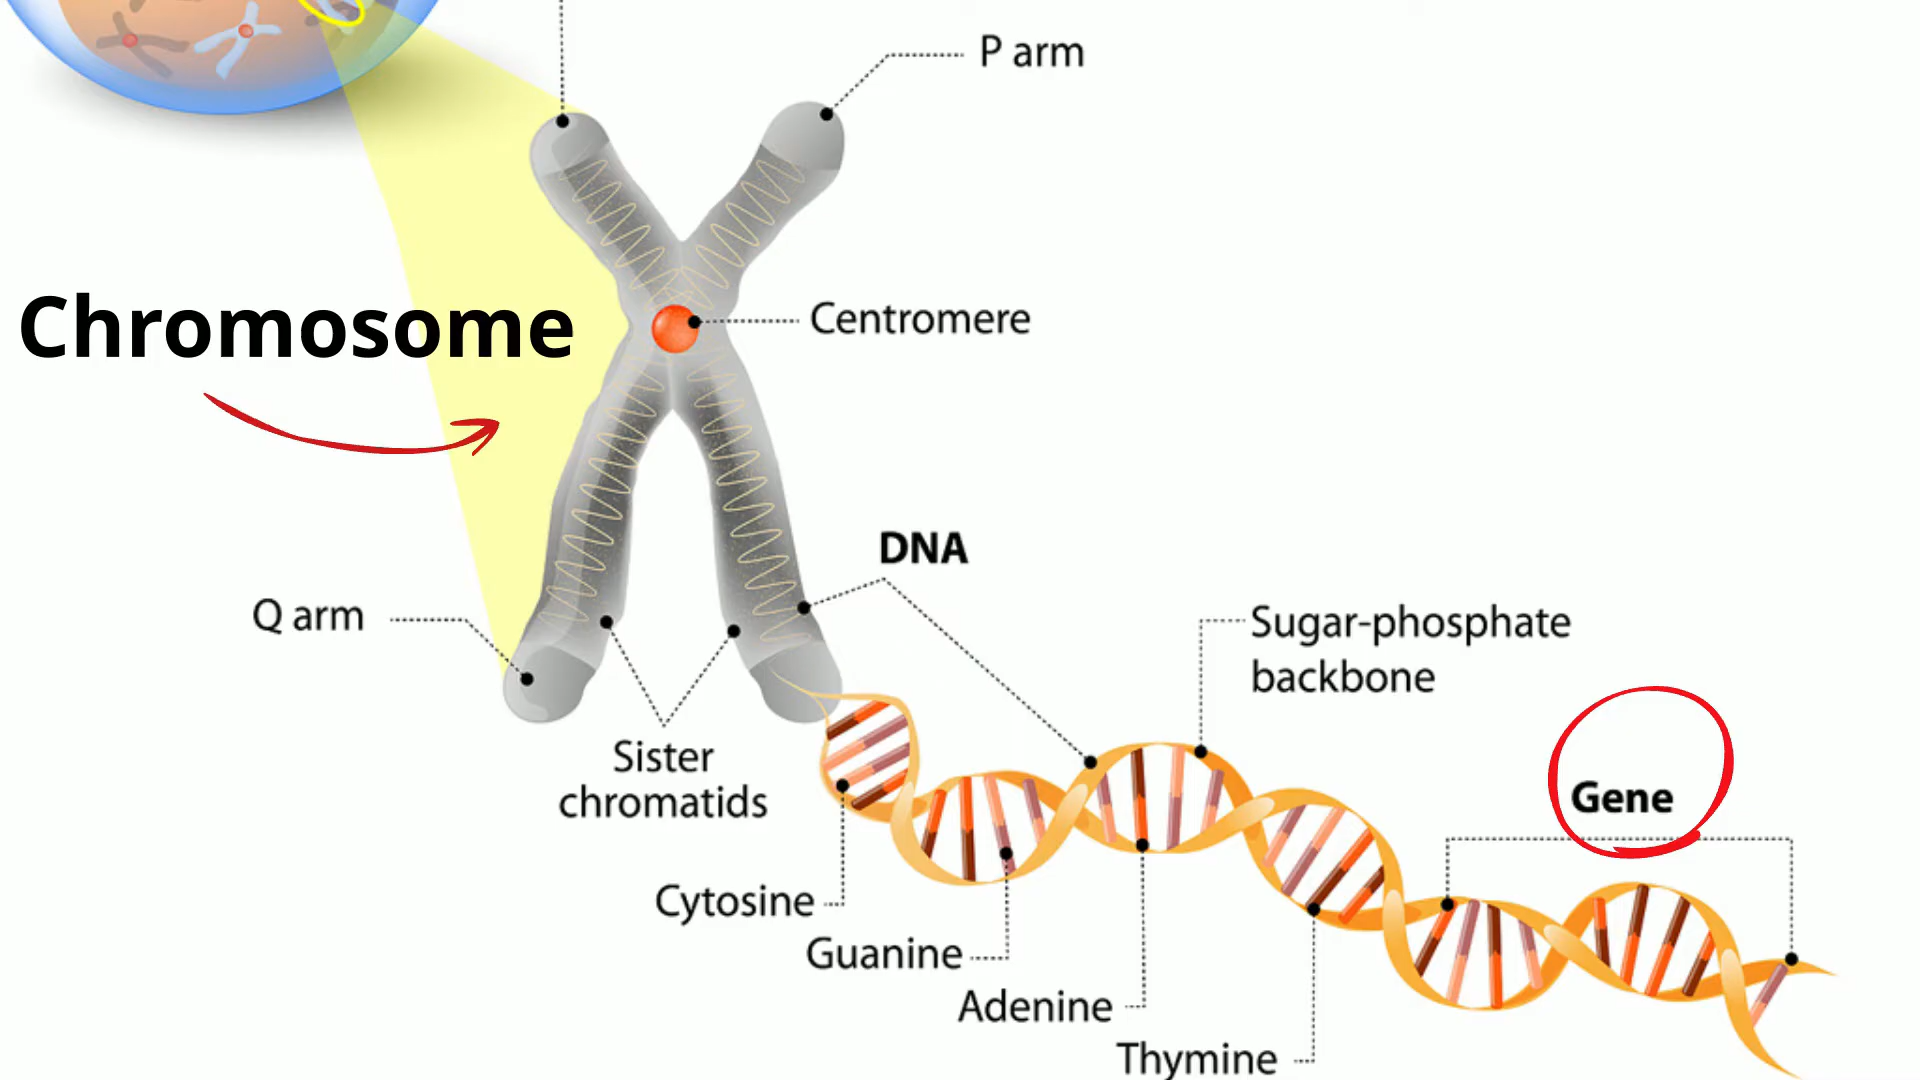 P arm
Chromosome
Centromere
DNA
Q arm
Sugar-phosphate
backbone
Sister
chromatids
Gene
Cytosine
Guanine
Adenine
Thymine